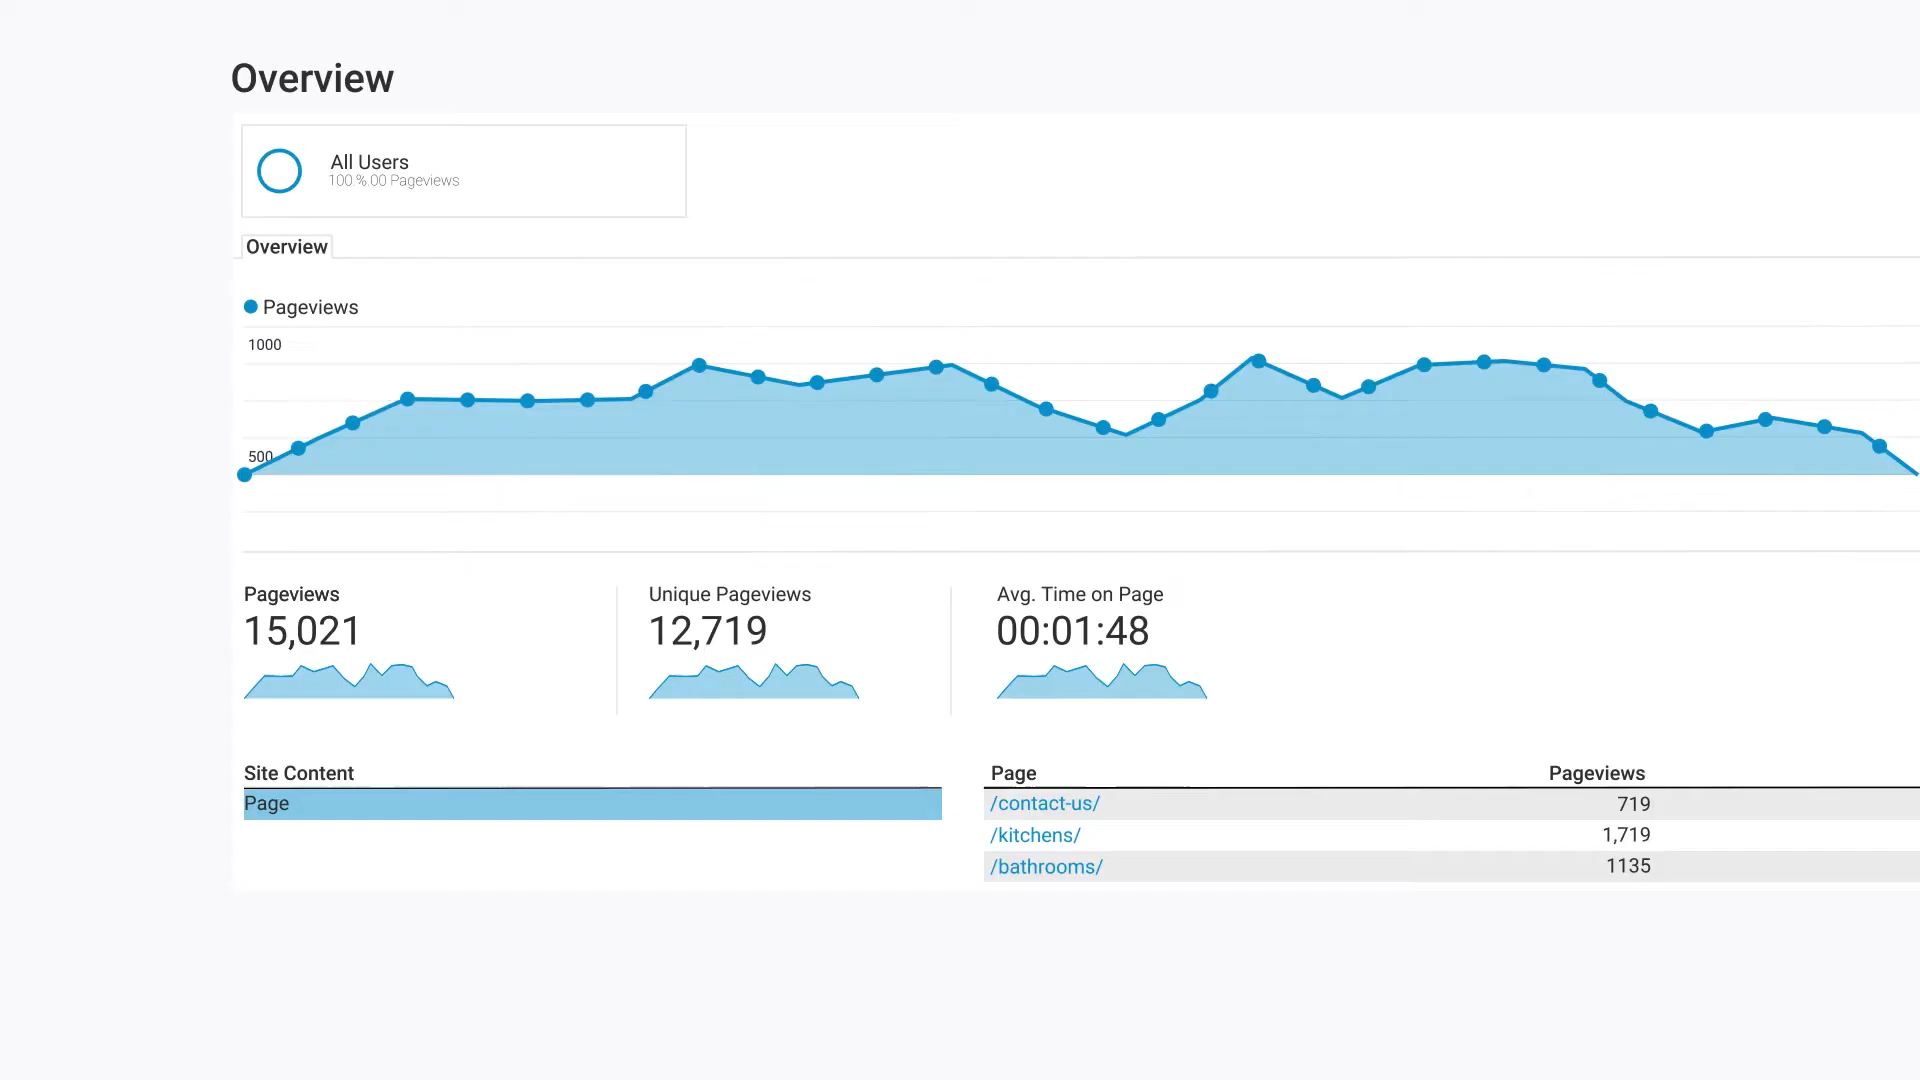 Overview
All Users
100.%.00 Pageviews
Overview
Pageviews
1000
500
Pageviews
15,021
Unique Pageviews
12,719
Avg. Time on Page
00:01:48
Site Content
Page
Page Pageviews
/contact-us/ 719
/kitchens/ 1,719
/bathrooms/ 1135